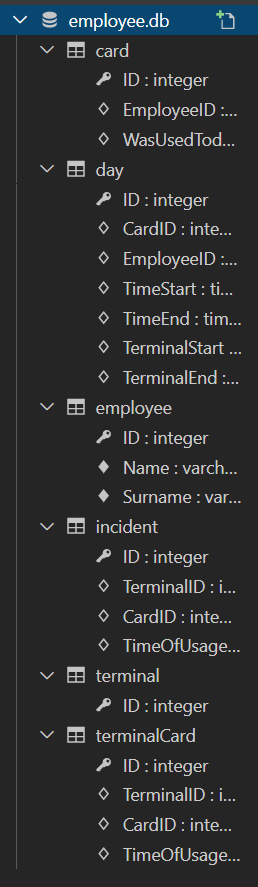 employee.db
card
ID : integer
EmployeeID :...
WasUsedTod...
day
ID : integer
CardID : inte...
EmployeeID :...
TimeStart : ti...
TimeEnd : tim...
TerminalStart ...
TerminalEnd :...
employee
ID : integer
Name : varch...
Surname : var...
incident
ID : integer
TerminalID : i...
CardID : inte...
TimeOfUsage...
terminal
ID : integer
terminalCard
ID : integer
TerminalID : i...
CardID : inte...
TimeOfUsage...